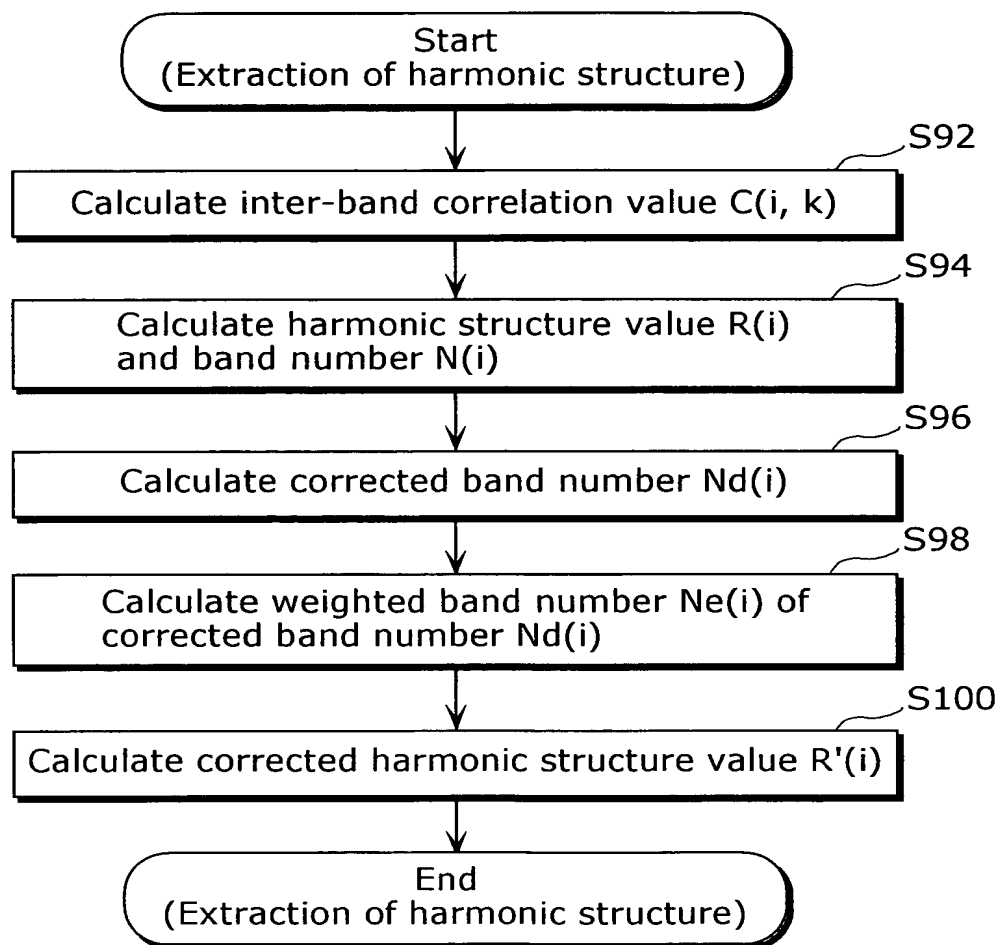 Start
(Extraction of harmonic structure)
S92
Calculate inter-band correlation value C(i, k)
S94
Calculate harmonic structure value R(i)
and band number N(i)
S96
Calculate corrected band number Nd(i)
S98
Calculate weighted band number Ne(i) of
corrected band number Nd(i)
S100
Calculate corrected harmonic structure value R'(i)
End
(Extraction of harmonic structure)